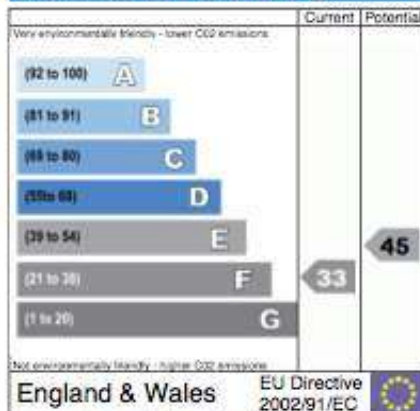 Current Potential
Very environmentally friendly - lower CO2 emissions
(92 to 100) A
(81 to 91) B
(69 to 80) C
(55to 68) D
(39 to 54) E
45
(21 to 38) F
33
(1 to 20) G
Not environmentally friendly - higher CO2 emissions
England & Wales
EU Directive
2002/91/EC